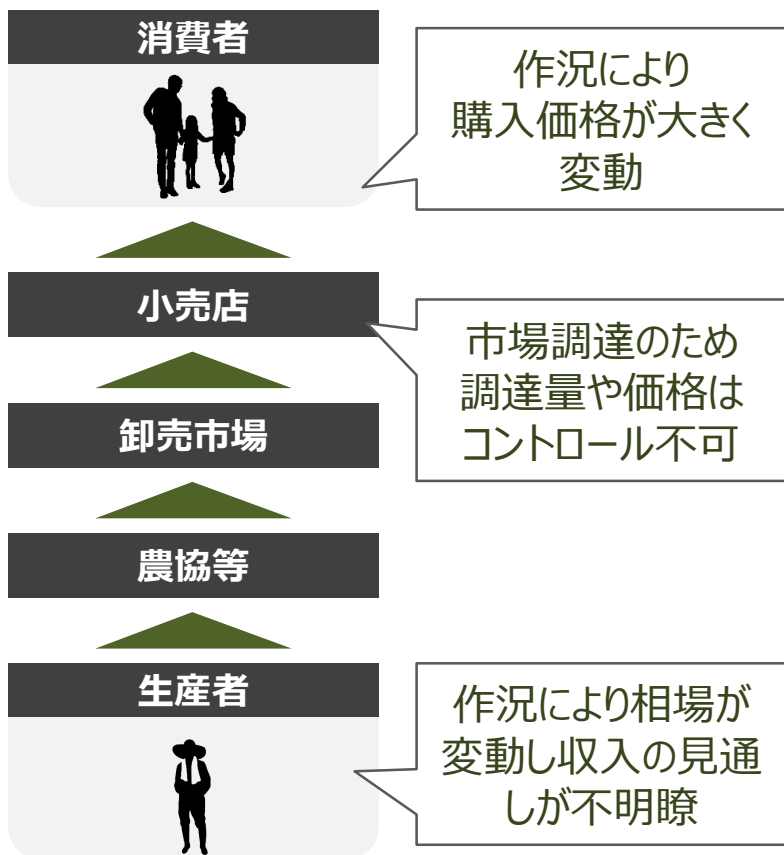 消費者
作況により
購入価格が大きく
変動
小売店
市場調達のため
調達量や価格は
コントロール不可
卸売市場
農協等
生産者
作況により相場が
変動し収入の見通
しが不明瞭